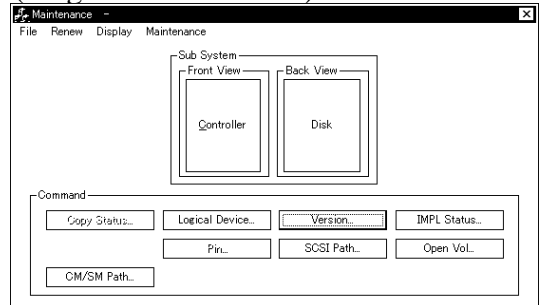 Maintenance -
File Renew Display Maintenance
Sub System
Front View Back View
Controller Disk
Command
Copy Status... Logical Device... Version... IMPL Status...
Pin... SCSI Path... Open Vol...
CM/SM Path...